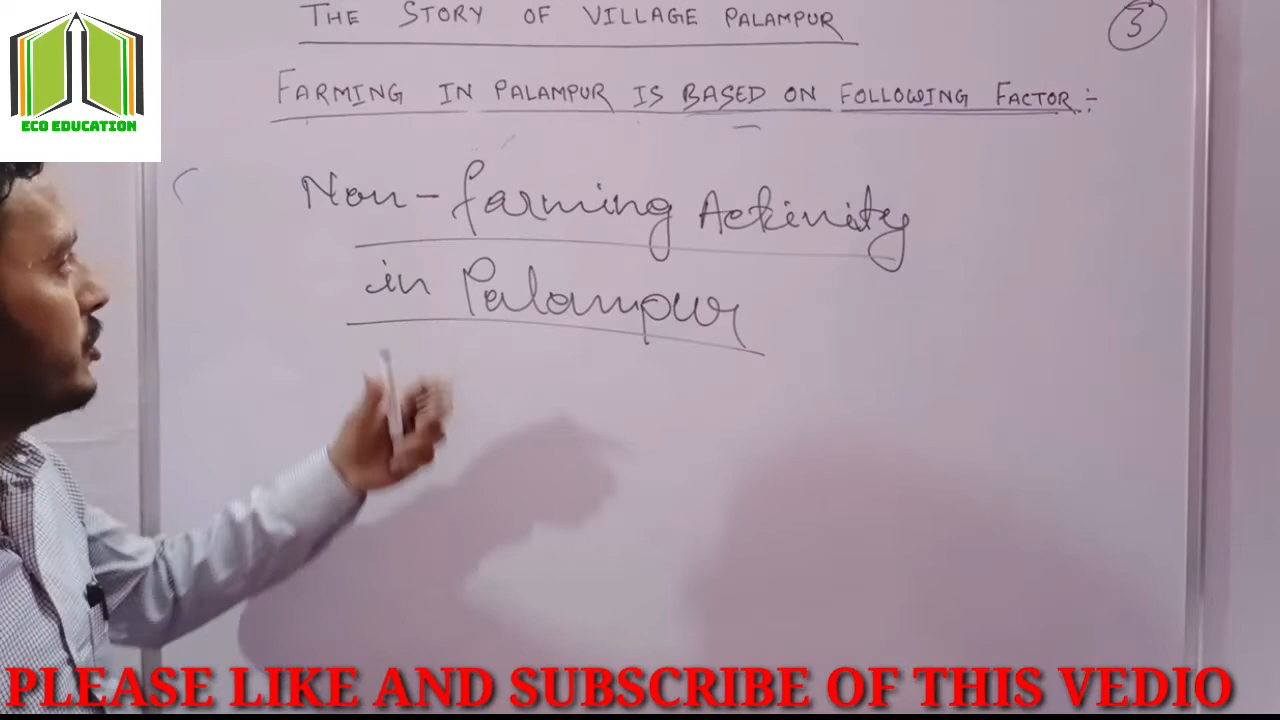 THE STORY OF VILLAGE PALAMPUR
3
FARMING IN PALAMPUR IS BASED ON FOLLOWING FACTOR :-
ECO EDUCATION
Non-farming Activity
in Palampur
PLEASE LIKE AND SUBSCRIBE OF THIS VEDIO